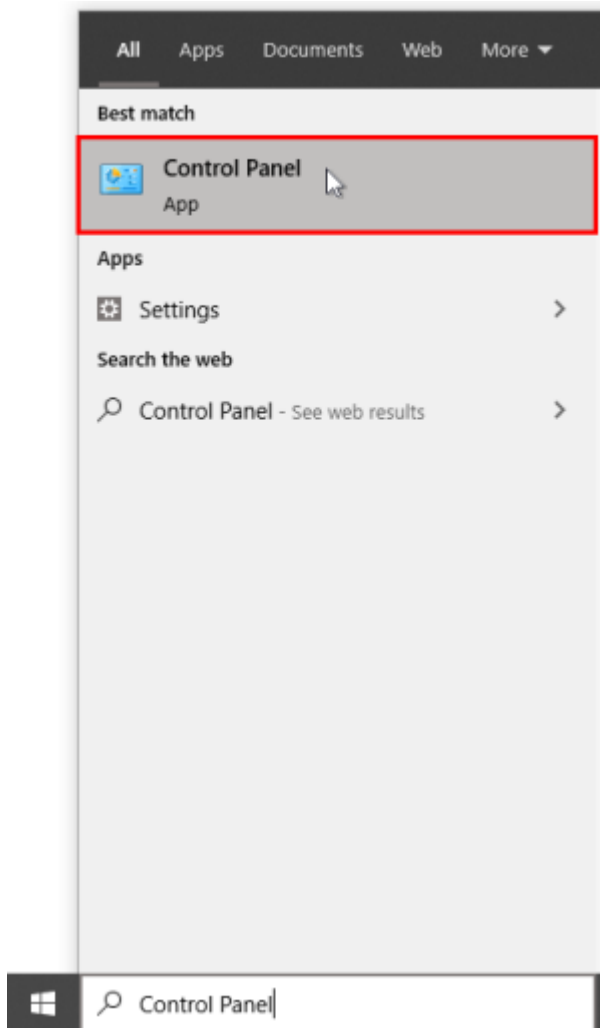 All Apps Documents Web More
Best match
Control Panel
App
Apps
Settings
Search the web
Control Panel - See web results
Control Panel